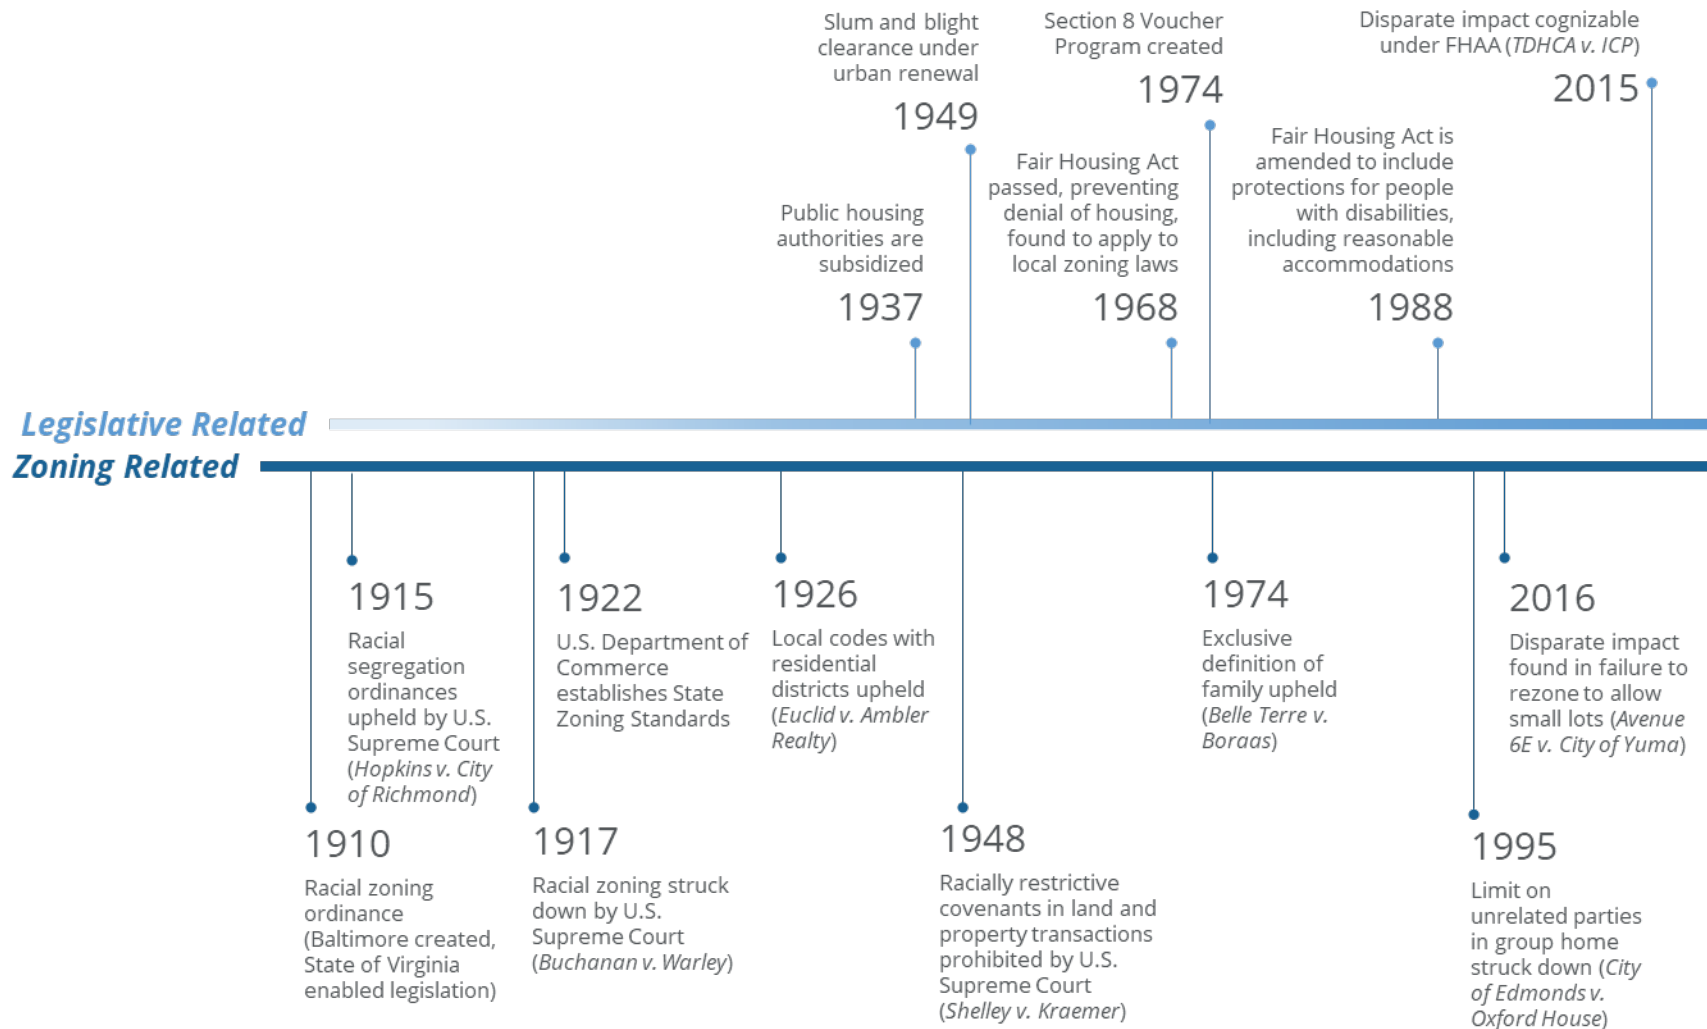 Slum and blight
clearance under
urban renewal
1949
Section 8 Voucher
Program created
1974
Disparate impact cognizable
under FHAA (TDHCA v. ICP)
2015
Public housing
authorities are
subsidized
1937
Fair Housing Act
passed, preventing
denial of housing,
found to apply to
local zoning laws
1968
Fair Housing Act is
amended to include
protections for people
with disabilities,
including reasonable
accommodations
1988
Legislative Related
Zoning Related
1915
Racial
segregation
ordinances
upheld by U.S.
Supreme Court
(Hopkins v. City
of Richmond)
1922
U.S. Department of
Commerce
establishes State
Zoning Standards
1926
Local codes with
residential
districts upheld
(Euclid v. Ambler
Realty)
1974
Exclusive
definition of
family upheld
(Belle Terre v.
Boraas)
2016
Disparate impact
found in failure to
rezone to allow
small lots (Avenue
6E v. City of Yuma)
1910
Racial zoning
ordinance
(Baltimore created,
State of Virginia
enabled legislation)
1917
Racial zoning struck
down by U.S.
Supreme Court
(Buchanan v. Warley)
1948
Racially restrictive
covenants in land and
property transactions
prohibited by U.S.
Supreme Court
(Shelley v. Kraemer)
1995
Limit on
unrelated parties
in group home
struck down (City
of Edmonds v.
Oxford House)